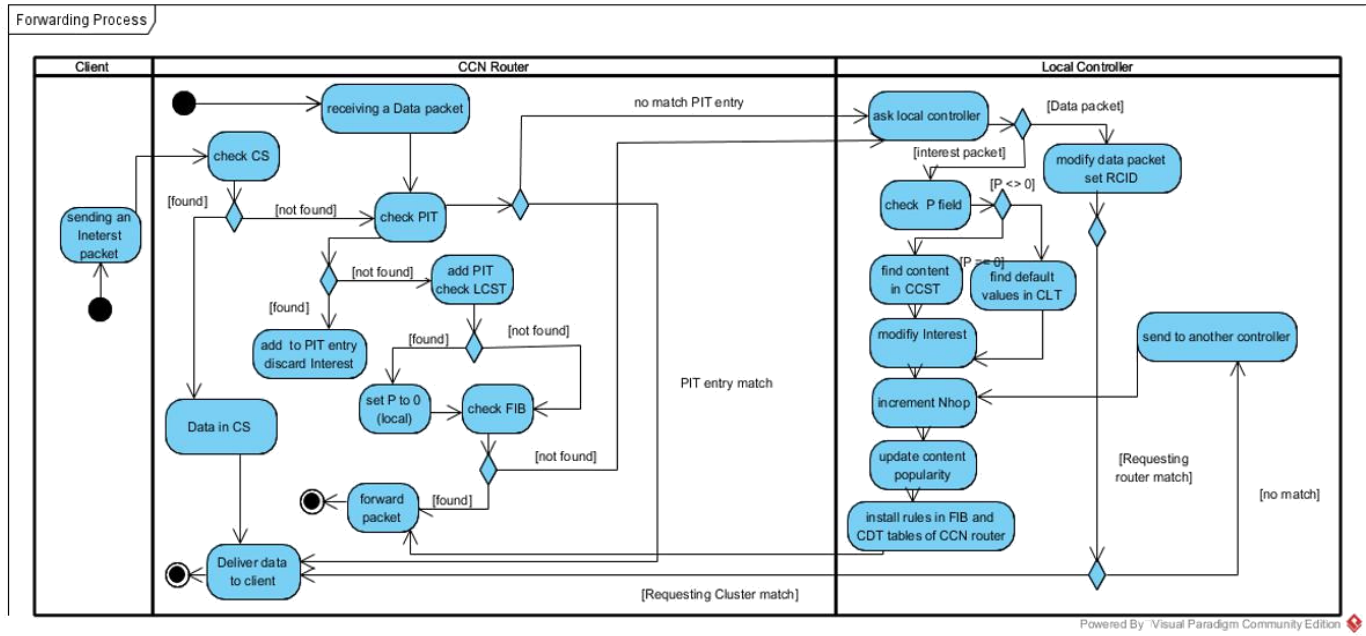 Forwarding Process
Client
CCN Router
Local Controller
receiving a Data packet
no match PIT entry
ask local controller
[Data packet]
check CS
[interest packet]
modify data packet
set RCID
[found]
[not found]
check PIT
check P field
[P <> 0]
sending an
Ineterst
packet
[not found]
add PIT
check LCST
find content
in CCST
[P == 0]
find default
values in CLT
[found]
add to PIT entry
discard Interest
[found]
[not found]
modifiy Interest
send to another controller
set P to 0
(local)
check FIB
PIT entry match
increment Nhop
Data in CS
[not found]
update content
popularity
[Requesting
router match]
[no match]
forward
packet
[found]
install rules in FIB and
CDT tables of CCN router
Deliver data
to client
[Requesting Cluster match]
Powered By Visual Paradigm Community Edition